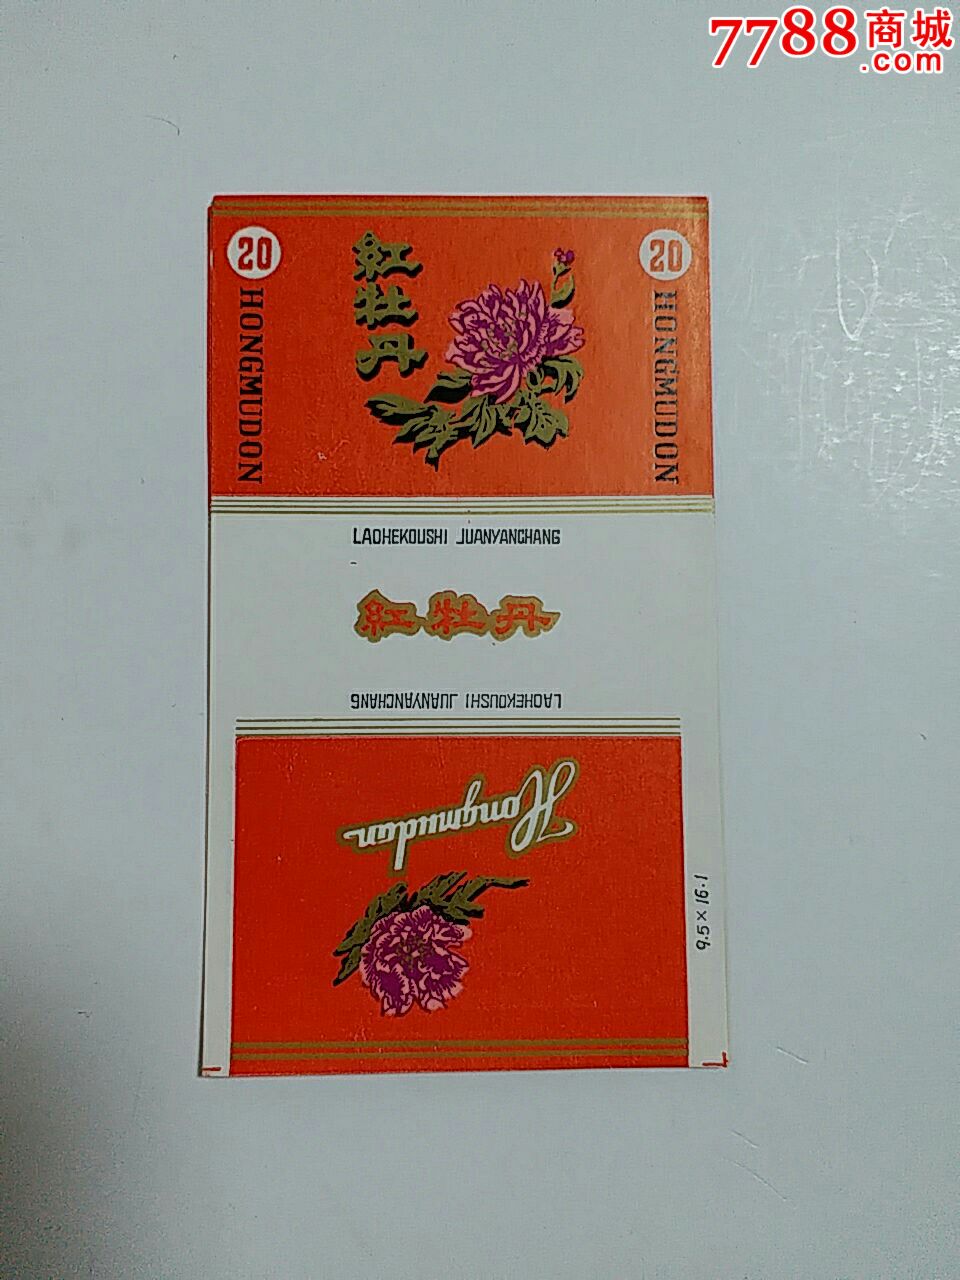 7788商城
.com
20
HONGMUDON
紅牡丹
20
HONGMUDON
LAOHEKOUSHI JUANYANCHANG
紅牡丹
LAOHEKOUSHI JUANYANCHANG
Hongmudan
9.5×16.1